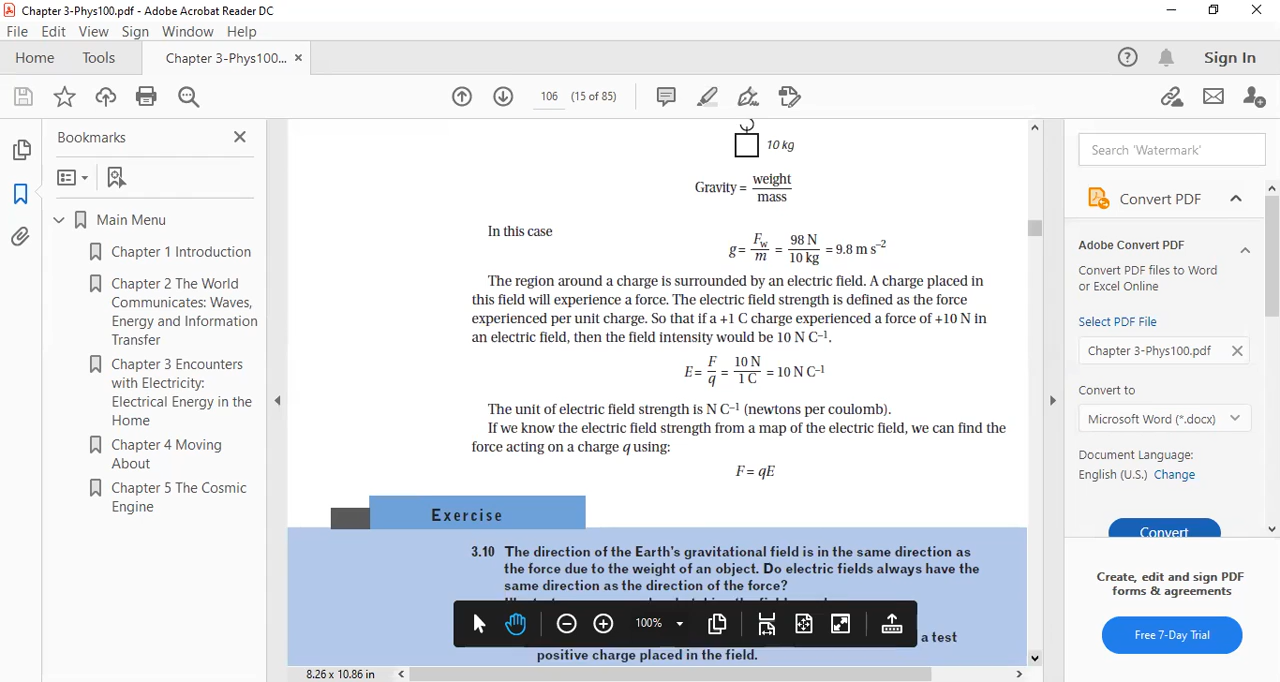 Chapter 3-Phys100.pdf - Adobe Acrobat Reader DC
File Edit View Sign Window Help
Home Tools Chapter 3-Phys100... × Sign In
106 (15 of 85)
Bookmarks
Main Menu
Chapter 1 Introduction
Chapter 2 The World
Communicates: Waves,
Energy and Information
Transfer
Chapter 3 Encounters
with Electricity:
Electrical Energy in the
Home
Chapter 4 Moving
About
Chapter 5 The Cosmic
Engine
10 kg
Gravity = weight / mass
In this case
g = F_w / m = 98 N / 10 kg = 9.8 m s⁻²
The region around a charge is surrounded by an electric field. A charge placed in
this field will experience a force. The electric field strength is defined as the force
experienced per unit charge. So that if a +1 C charge experienced a force of +10 N in
an electric field, then the field intensity would be 10 N C⁻¹.
E = F / q = 10 N / 1 C = 10 N C⁻¹
The unit of electric field strength is N C⁻¹ (newtons per coulomb).
If we know the electric field strength from a map of the electric field, we can find the
force acting on a charge q using:
F = qE
Exercise
3.10 The direction of the Earth's gravitational field is in the same direction as
the force due to the weight of an object. Do electric fields always have the
same direction as the direction of the force?
100%
a test
positive charge placed in the field.
8.26 x 10.86 in
Search 'Watermark'
Convert PDF
Adobe Convert PDF
Convert PDF files to Word
or Excel Online
Select PDF File
Chapter 3-Phys100.pdf
Convert to
Microsoft Word (*.docx)
Document Language:
English (U.S.) Change
Convert
Create, edit and sign PDF
forms & agreements
Free 7-Day Trial